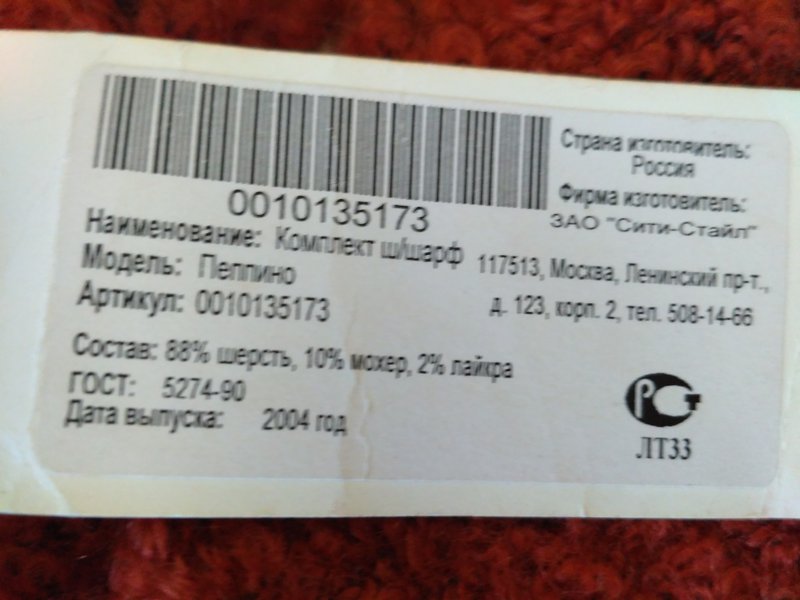 0010135173
Наименование: Комплект ш/шарф
Модель: Пеппино
Артикул: 0010135173
Состав: 88% шерсть, 10% мохер, 2% лайкра
ГОСТ: 5274-90
Дата выпуска: 2004 год
Страна изготовитель:
Россия
Фирма изготовитель:
ЗАО "Сити-Стайл"
117513, Москва, Ленинский пр-т.,
д. 123, корп. 2, тел. 508-14-66
РСТ
ЛТ33